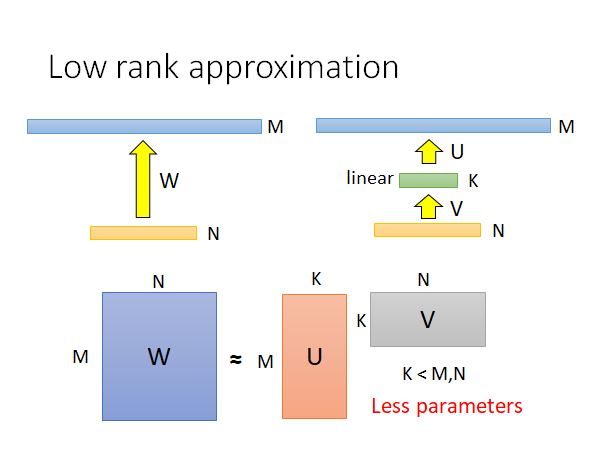 Low rank approximation
M
W
N
M
U
linear
K
V
N
N
M
W
≈
K
M
U
N
K
V
K < M,N
Less parameters